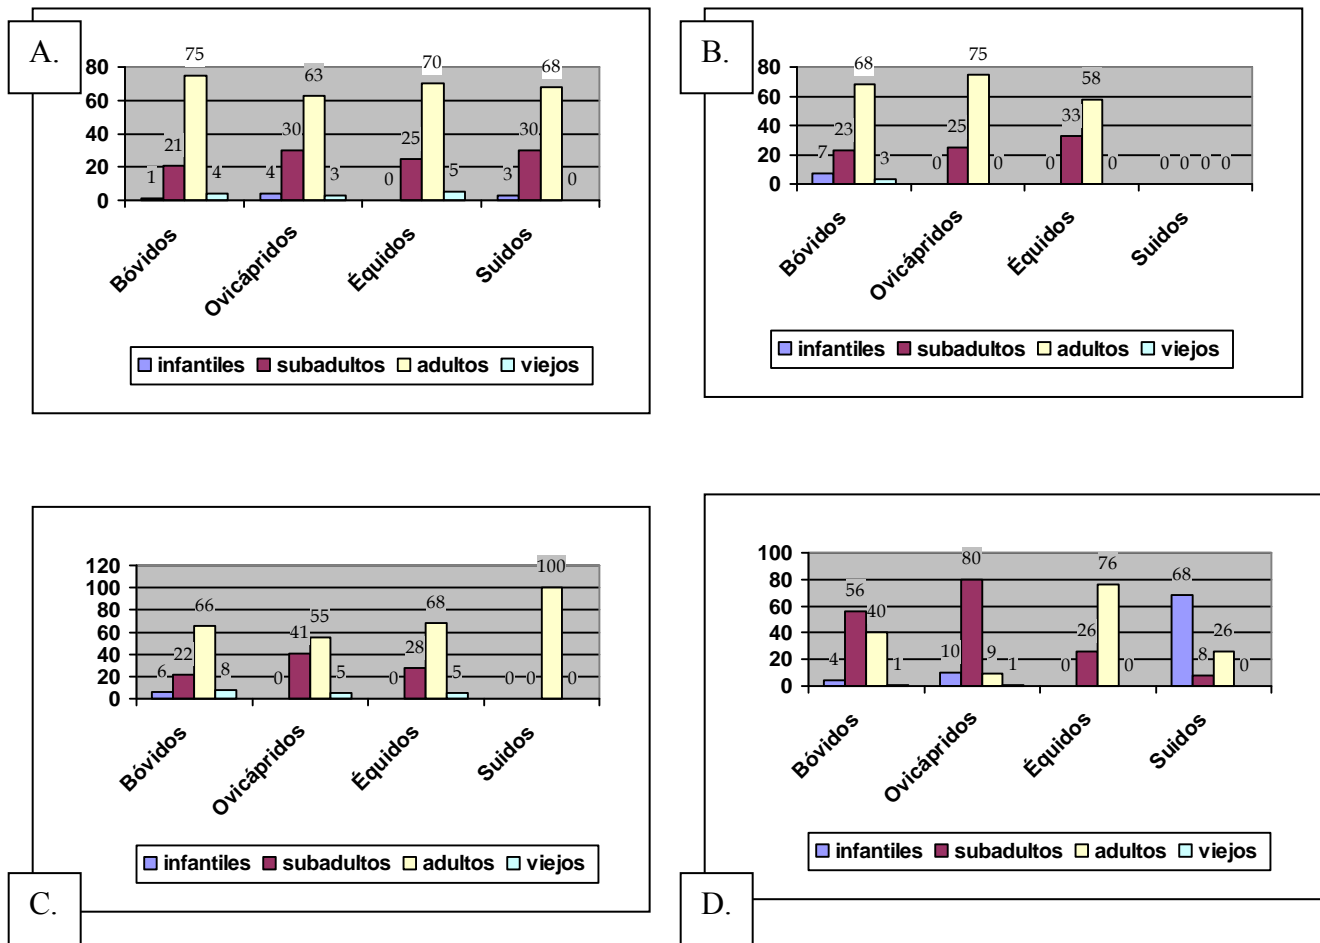 A.
75
63
70
68
80
60
40
20
0
1 21 4
4 30 3
0 25 5
3 30 0
Bóvidos
Ovicápridos
Équidos
Suidos
infantiles subadultos adultos viejos
B.
68
75
58
80
60
40
20
0
7 23 3
0 25 0
0 33 0
0 0 0 0
Bóvidos
Ovicápridos
Équidos
Suidos
infantiles subadultos adultos viejos
C.
120
100
80
60
40
20
0
6 22 66 8
0 41 55 5
0 28 68 5
0 0 100 0
Bóvidos
Ovicápridos
Équidos
Suidos
infantiles subadultos adultos viejos
D.
100
80
60
40
20
0
4 56 40 1
10 80 9 1
0 26 76 0
68 8 26 0
Bóvidos
Ovicápridos
Équidos
Suidos
infantiles subadultos adultos viejos